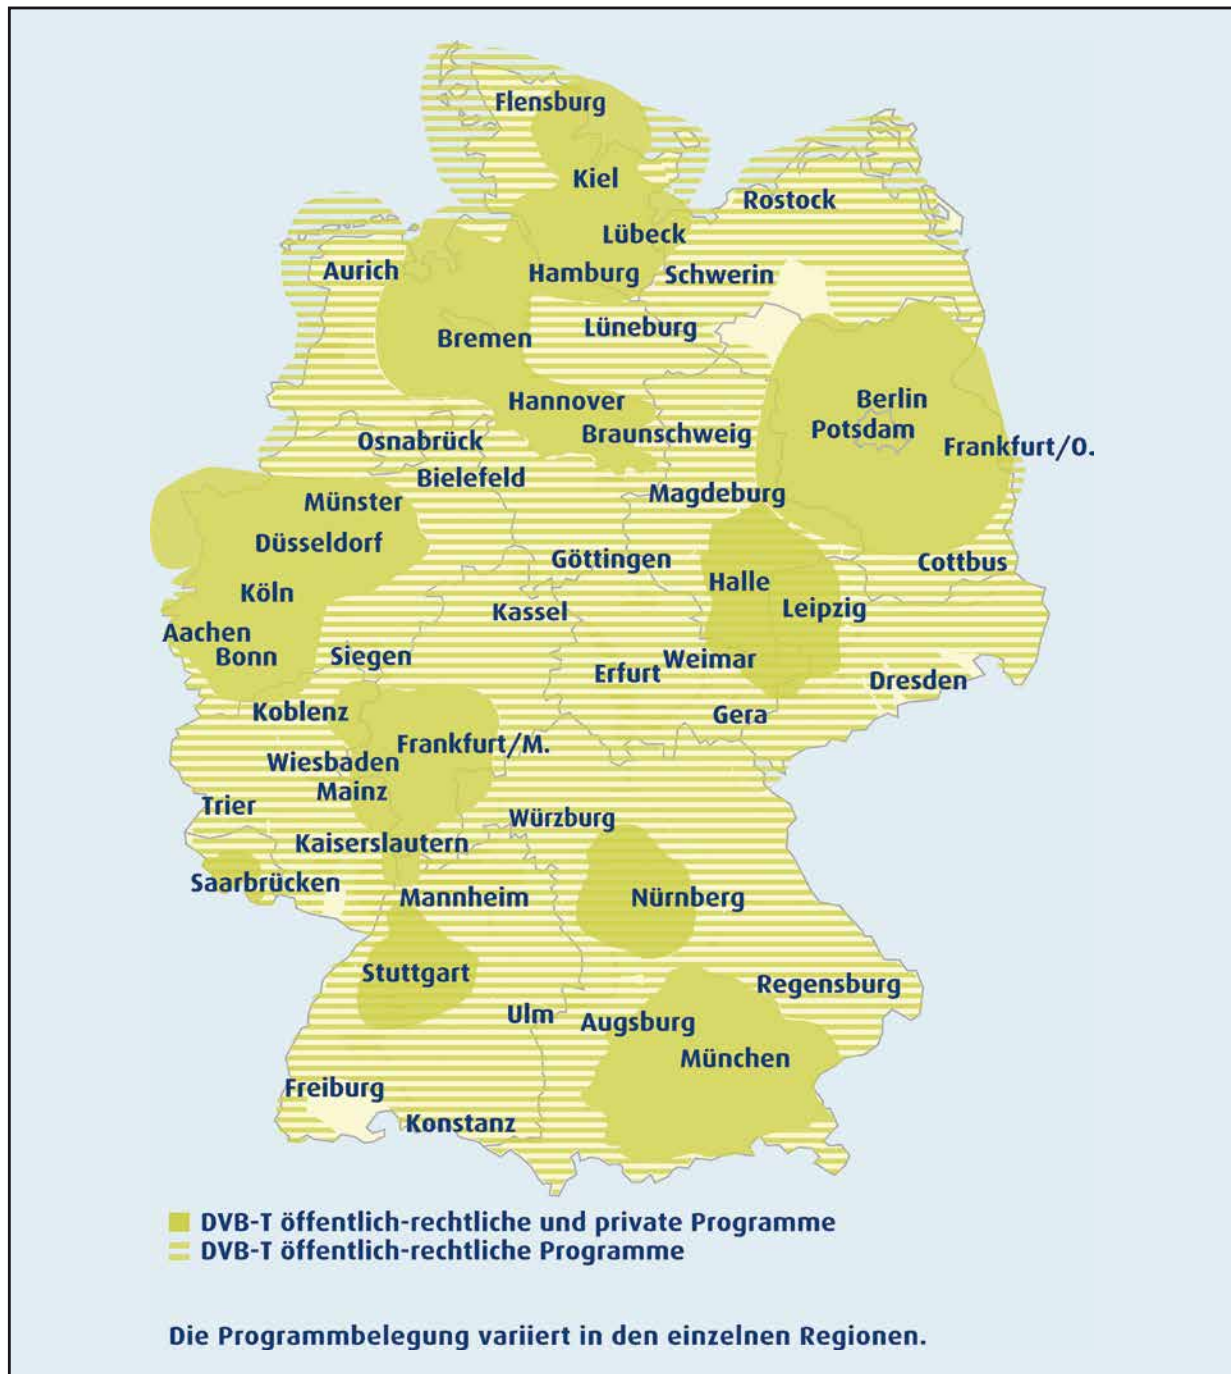 Flensburg
Kiel
Rostock
Lübeck
Aurich
Hamburg
Schwerin
Lüneburg
Bremen
Hannover
Berlin
Braunschweig
Potsdam
Osnabrück
Frankfurt/O.
Bielefeld
Magdeburg
Münster
Düsseldorf
Göttingen
Cottbus
Halle
Köln
Kassel
Leipzig
Aachen
Bonn
Siegen
Weimar
Erfurt
Dresden
Koblenz
Gera
Frankfurt/M.
Wiesbaden
Mainz
Trier
Würzburg
Kaiserslautern
Saarbrücken
Mannheim
Nürnberg
Stuttgart
Regensburg
Ulm
Augsburg
München
Freiburg
Konstanz
DVB-T öffentlich-rechtliche und private Programme
DVB-T öffentlich-rechtliche Programme
Die Programmbelegung variiert in den einzelnen Regionen.